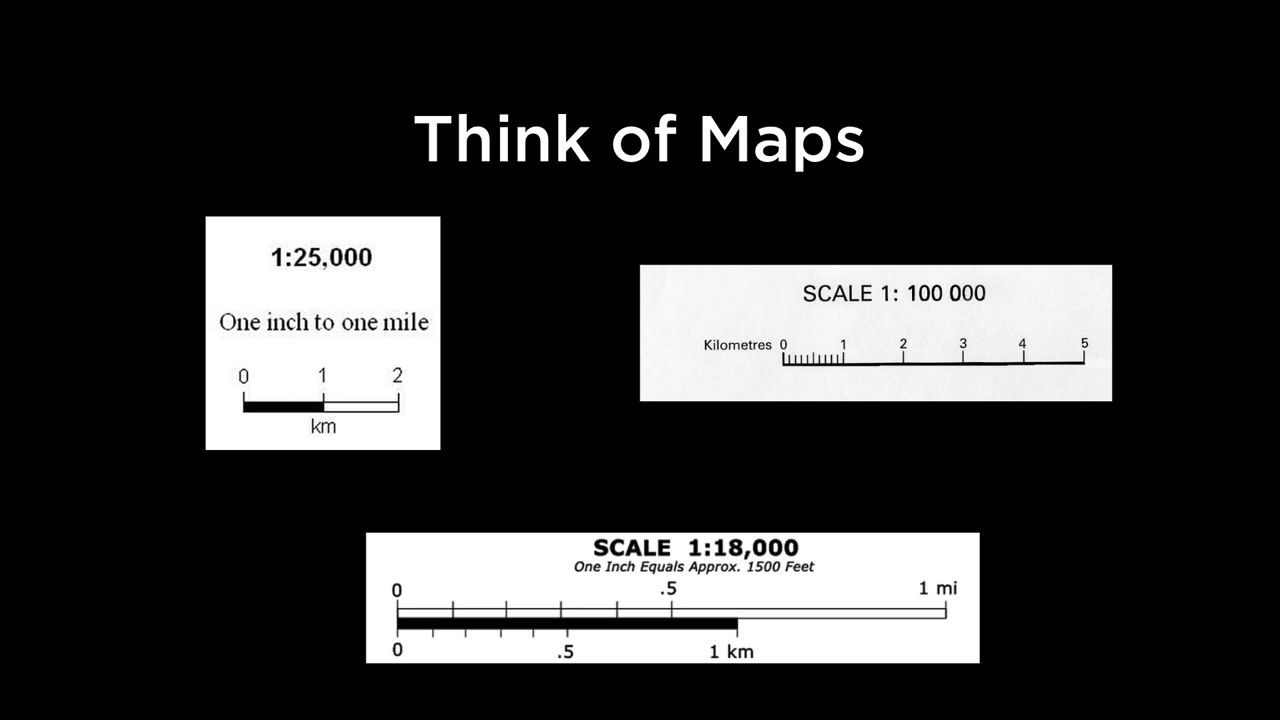 Think of Maps
1:25,000
One inch to one mile
0 1 2
km
SCALE 1: 100 000
Kilometres 0 1 2 3 4 5
SCALE 1:18,000
One Inch Equals Approx. 1500 Feet
0 .5 1 mi
0 .5 1 km